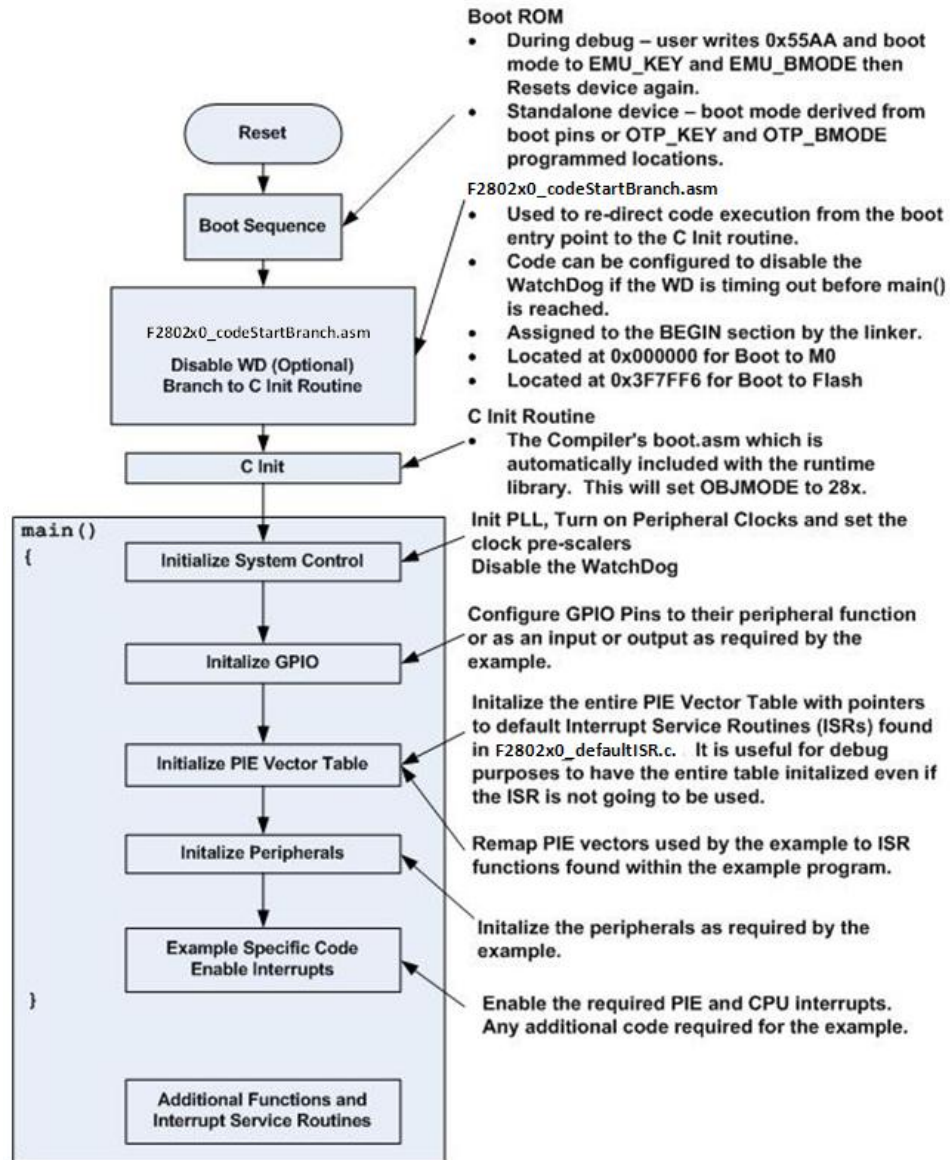 Boot ROM
• During debug – user writes 0x55AA and boot
mode to EMU_KEY and EMU_BMODE then
Resets device again.
• Standalone device – boot mode derived from
boot pins or OTP_KEY and OTP_BMODE
programmed locations.
Reset
F2802x0_codeStartBranch.asm
• Used to re-direct code execution from the boot
entry point to the C Init routine.
• Code can be configured to disable the
WatchDog if the WD is timing out before main()
is reached.
• Assigned to the BEGIN section by the linker.
• Located at 0x000000 for Boot to M0
• Located at 0x3F7FF6 for Boot to Flash
Boot Sequence
F2802x0_codeStartBranch.asm
Disable WD (Optional)
Branch to C Init Routine
C Init Routine
• The Compiler's boot.asm which is
automatically included with the runtime
library. This will set OBJMODE to 28x.
C Init
main()
{
Initialize System Control
Init PLL, Turn on Peripheral Clocks and set the
clock pre-scalers
Disable the WatchDog
Initalize GPIO
Configure GPIO Pins to their peripheral function
or as an input or output as required by the
example.
Initialize PIE Vector Table
Initalize the entire PIE Vector Table with pointers
to default Interrupt Service Routines (ISRs) found
in F2802x0_defaultISR.c. It is useful for debug
purposes to have the entire table initalized even if
the ISR is not going to be used.
Remap PIE vectors used by the example to ISR
functions found within the example program.
Initalize Peripherals
Initalize the peripherals as required by the
example.
Example Specific Code
Enable Interrupts
Enable the required PIE and CPU interrupts.
Any additional code required for the example.
}
Additional Functions and
Interrupt Service Routines